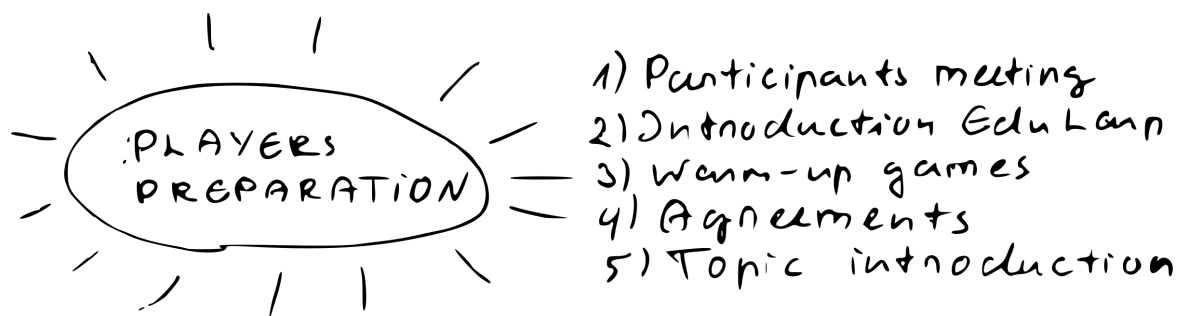 PLAYERS
PREPARATION
1) Participants meeting
2) Introduction EduLarp
3) Warm-up games
4) Agreements
5) Topic introduction